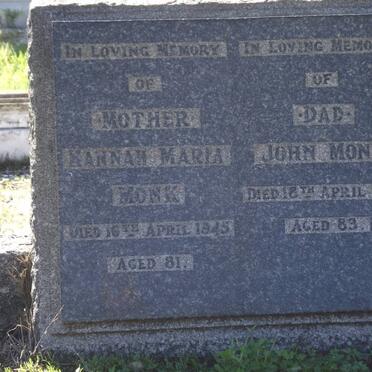 IN LOVING MEMORY
OF
MOTHER
HANNAH MARIA
MONK
DIED 16TH APRIL 1945
AGED 81.
IN LOVING MEMO
OF
DAD
JOHN MON
DIED 18TH APRIL
AGED 83.